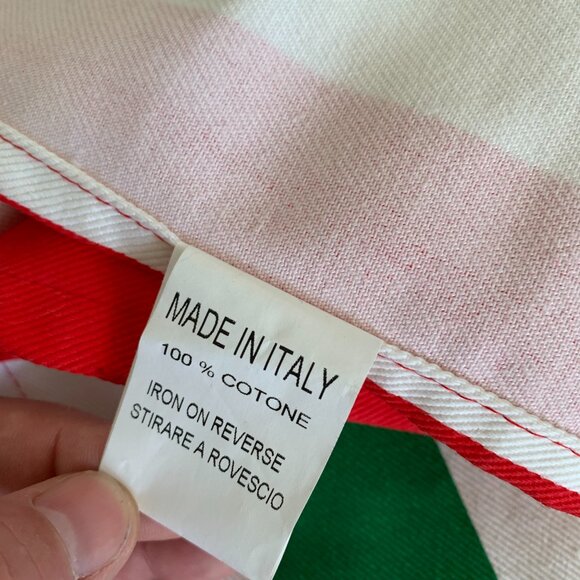 MADE IN ITALY
100 % COTONE
IRON ON REVERSE
STIRARE A ROVESCIO